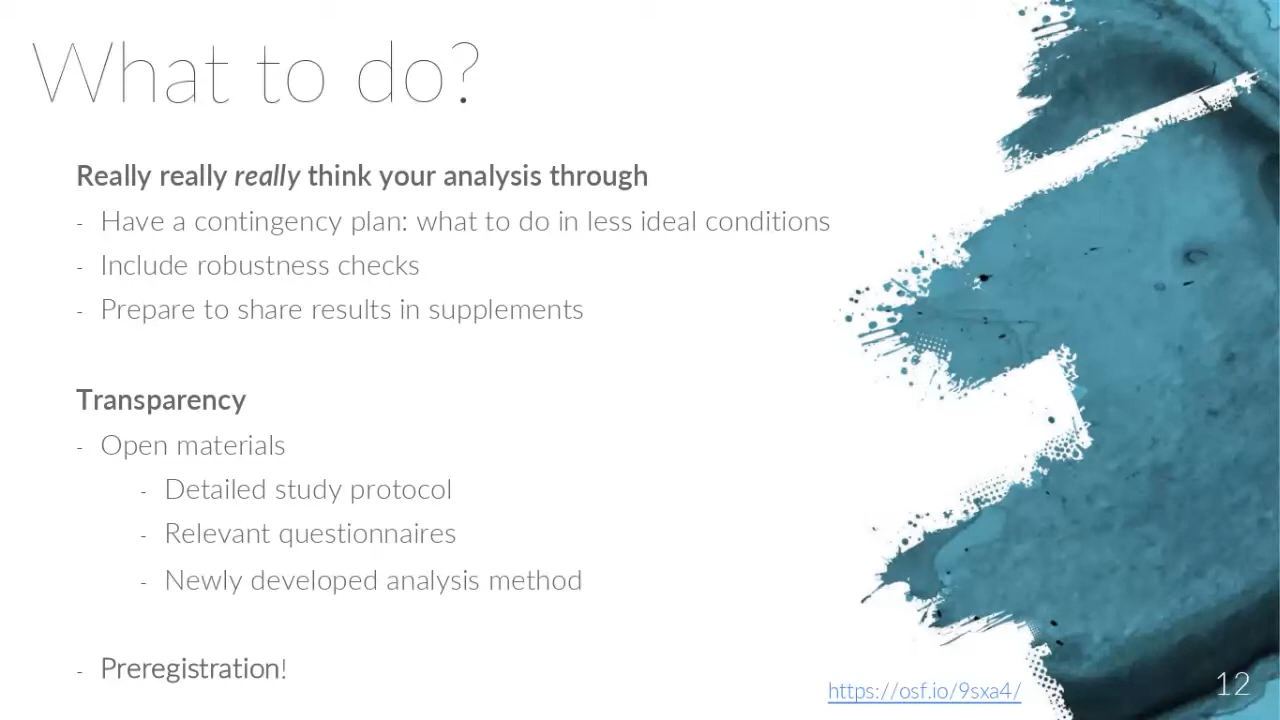 What to do?
Really really really think your analysis through
- Have a contingency plan: what to do in less ideal conditions
- Include robustness checks
- Prepare to share results in supplements
Transparency
- Open materials
- Detailed study protocol
- Relevant questionnaires
- Newly developed analysis method
- Preregistration!
https://osf.io/9sxa4/
12